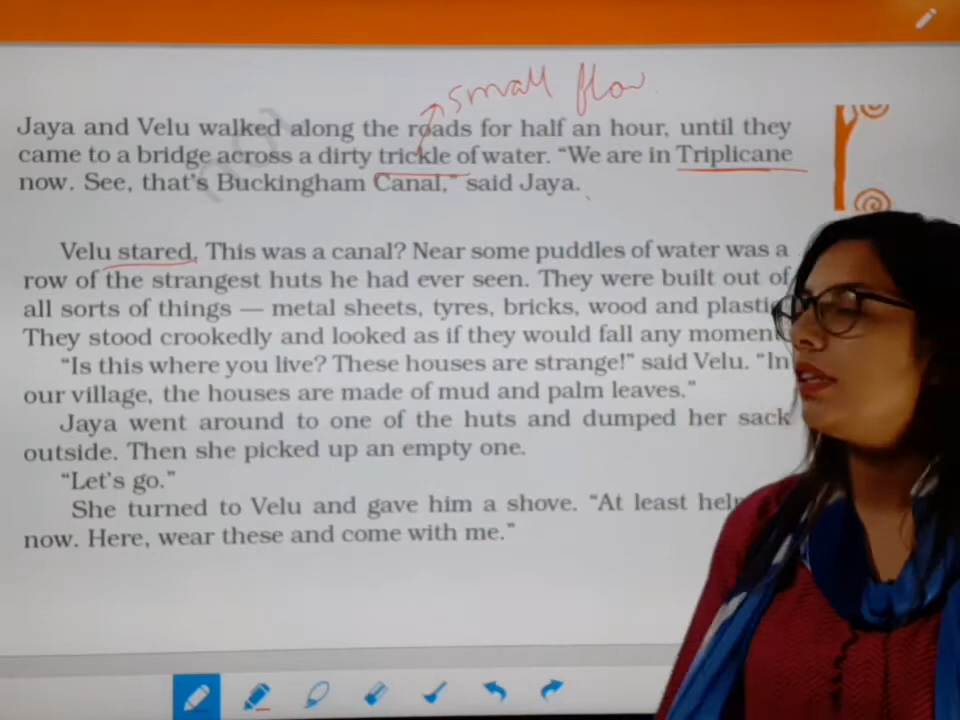 small flow
Jaya and Velu walked along the roads for half an hour, until they
came to a bridge across a dirty trickle of water. “We are in Triplicane
now. See, that’s Buckingham Canal,” said Jaya.
Velu stared. This was a canal? Near some puddles of water was a
row of the strangest huts he had ever seen. They were built out of
all sorts of things — metal sheets, tyres, bricks, wood and plastic
They stood crookedly and looked as if they would fall any moment
“Is this where you live? These houses are strange!” said Velu. “In
our village, the houses are made of mud and palm leaves.”
Jaya went around to one of the huts and dumped her sack
outside. Then she picked up an empty one.
“Let’s go.”
She turned to Velu and gave him a shove. “At least help
now. Here, wear these and come with me.”